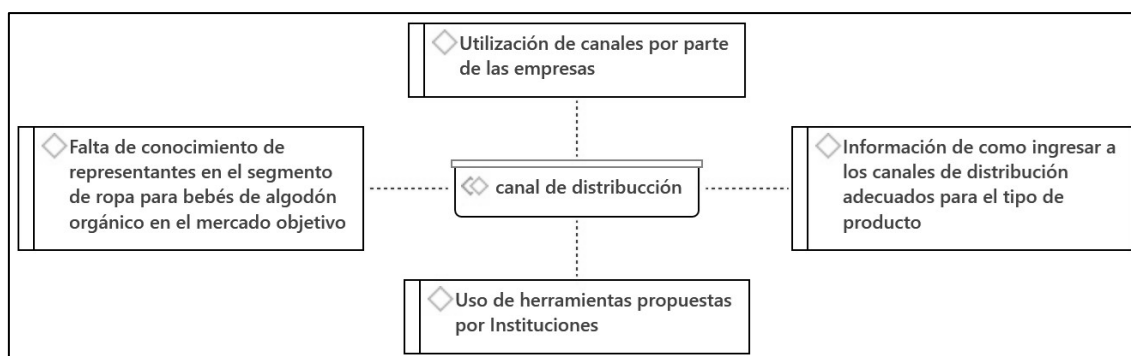 Utilización de canales por parte
de las empresas
Falta de conocimiento de
representantes en el segmento
de ropa para bebés de algodón
orgánico en el mercado objetivo
canal de distribucción
Información de como ingresar a
los canales de distribución
adecuados para el tipo de
producto
Uso de herramientas propuestas
por Instituciones